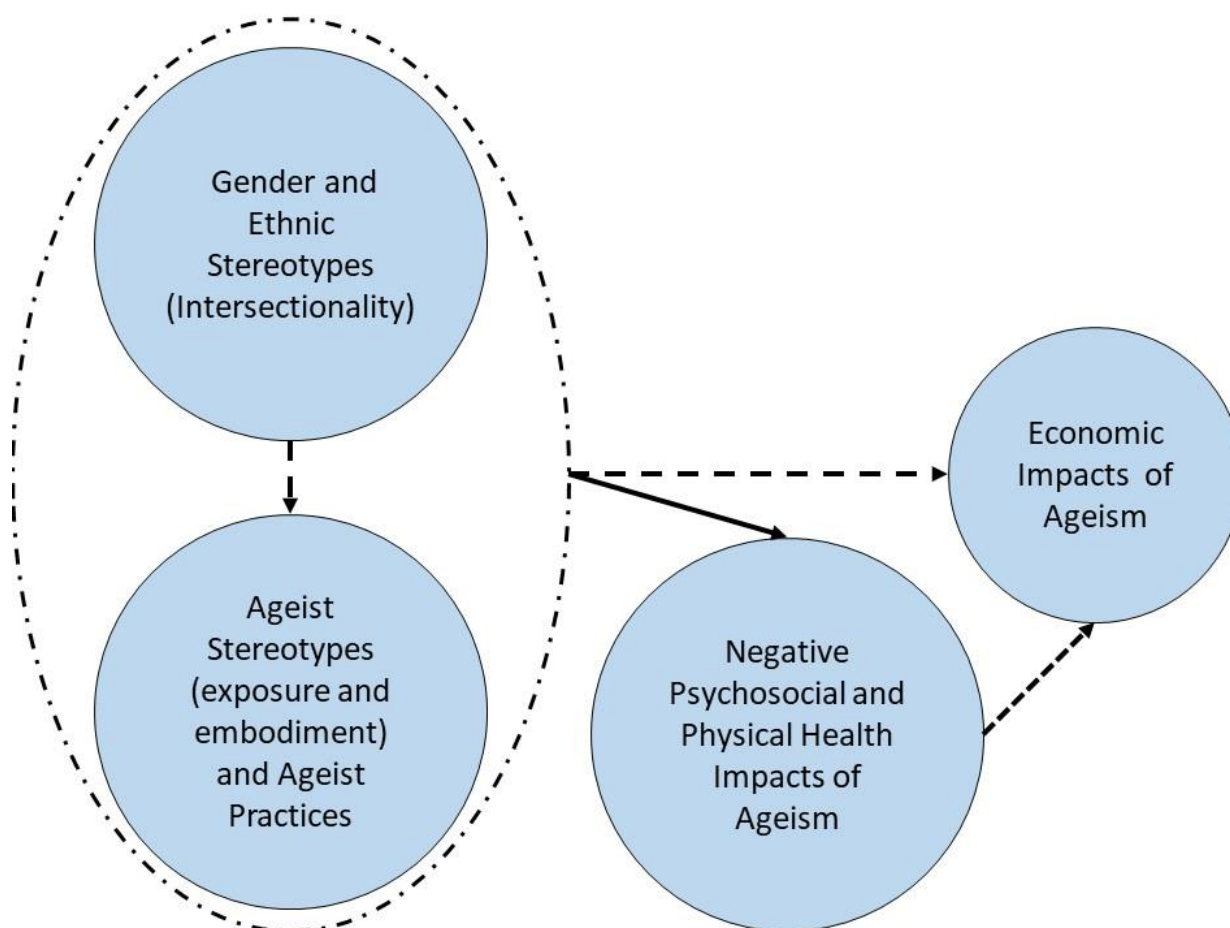 Gender and
Ethnic
Stereotypes
(Intersectionality)
Ageist
Stereotypes
(exposure and
embodiment)
and Ageist
Practices
Negative
Psychosocial and
Physical Health
Impacts of
Ageism
Economic
Impacts of
Ageism